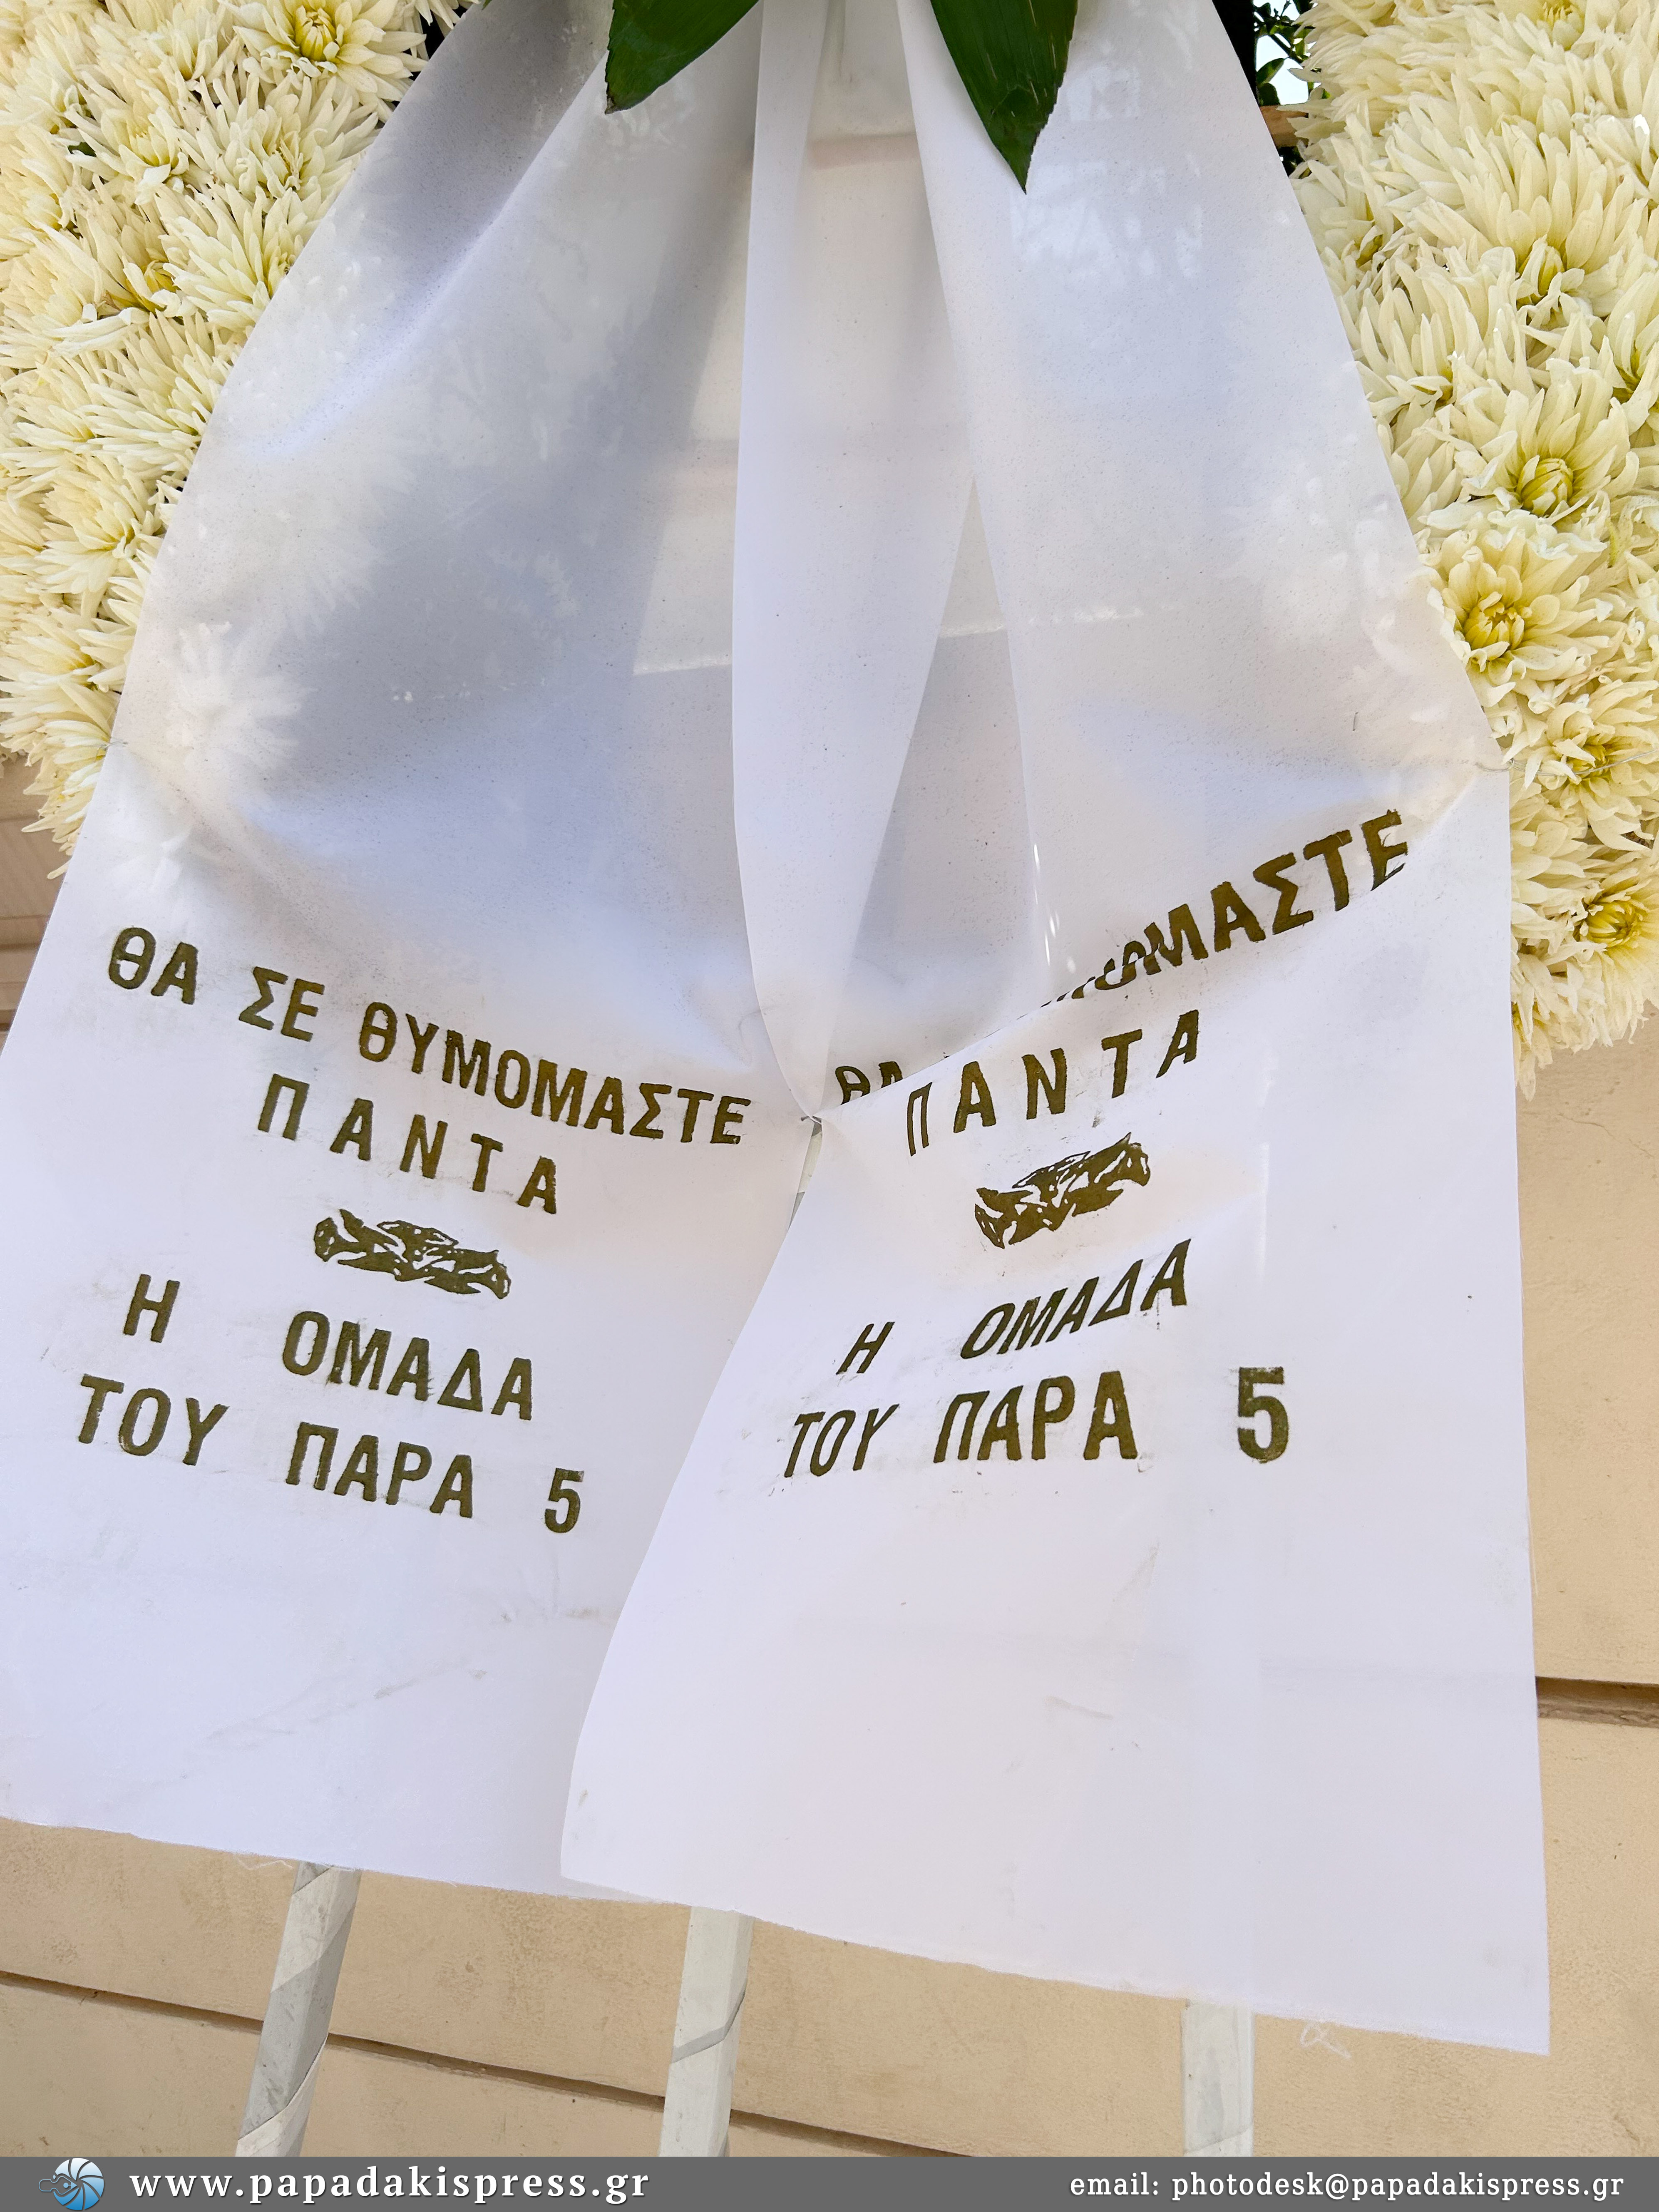 ΘΑ ΣΕ ΘΥΜΟΜΑΣΤΕ
ΠΑΝΤΑ
Η ΟΜΑΔΑ
ΤΟΥ ΠΑΡΑ 5
ΘΑ
ΠΑΝΤΑ
Η ΟΜΑΔΑ
ΤΟΥ ΠΑΡΑ 5
www.papadakispress.gr
email: photodesk@papadakispress.gr